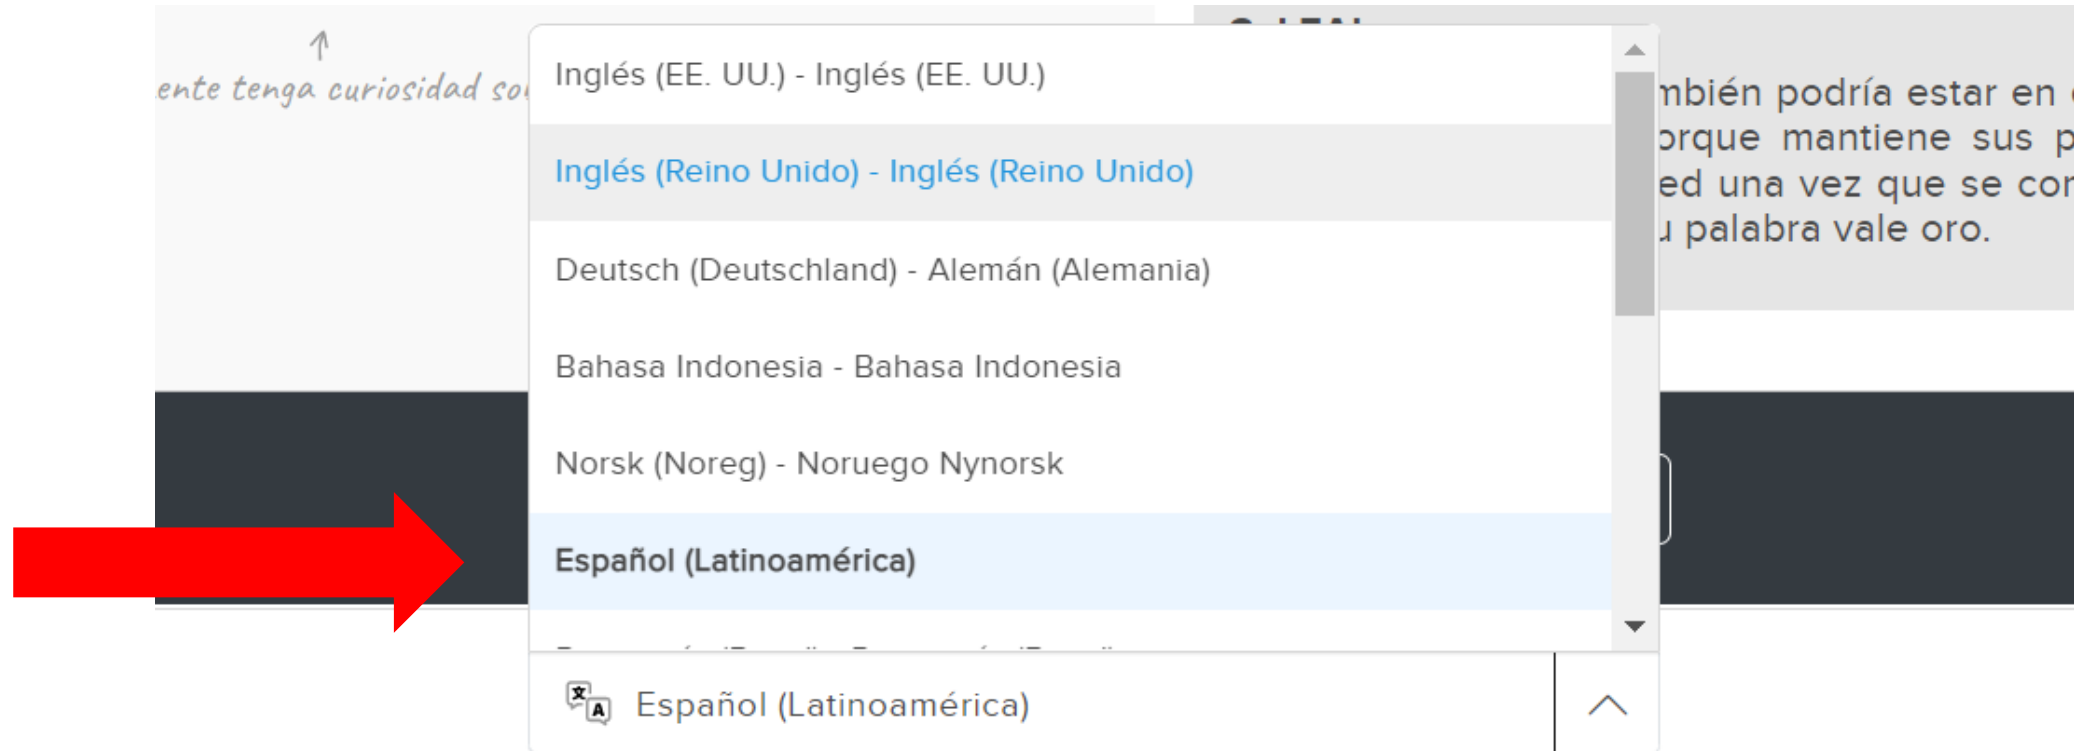 ente tenga curiosidad
Inglés (EE. UU.) - Inglés (EE. UU.)
Inglés (Reino Unido) - Inglés (Reino Unido)
Deutsch (Deutschland) - Alemán (Alemania)
Bahasa Indonesia - Bahasa Indonesia
Norsk (Noreg) - Noruego Nynorsk
Español (Latinoamérica)
Español (Latinoamérica)
mbién podría estar en
orque mantiene sus p
ed una vez que se con
u palabra vale oro.